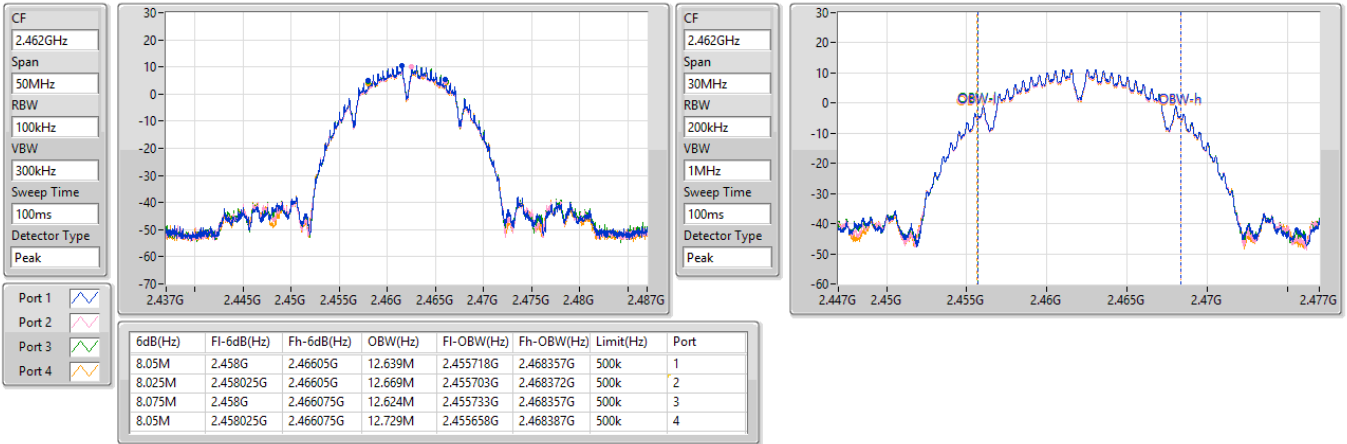 CF
2.462GHz
Span
50MHz
RBW
100kHz
VBW
300kHz
Sweep Time
100ms
Detector Type
Peak
30
20
10
0
-10
-20
-30
-40
-50
-60
-70
2.437G 2.445G 2.45G 2.455G 2.46G 2.465G 2.47G 2.475G 2.48G 2.487G
CF
2.462GHz
Span
30MHz
RBW
200kHz
VBW
1MHz
Sweep Time
100ms
Detector Type
Peak
30
20
10
0
-10
-20
-30
-40
-50
-60
OBW-l OBW-h
2.447G 2.45G 2.455G 2.46G 2.465G 2.47G 2.477G
Port 1
Port 2
Port 3
Port 4
6dB(Hz) Fl-6dB(Hz) Fh-6dB(Hz) OBW(Hz) Fl-OBW(Hz) Fh-OBW(Hz) Limit(Hz) Port
8.05M 2.458G 2.46605G 12.639M 2.455718G 2.468357G 500k 1
8.025M 2.458025G 2.46605G 12.669M 2.455703G 2.468372G 500k 2
8.075M 2.458G 2.466075G 12.624M 2.455733G 2.468357G 500k 3
8.05M 2.458025G 2.466075G 12.729M 2.455658G 2.468387G 500k 4